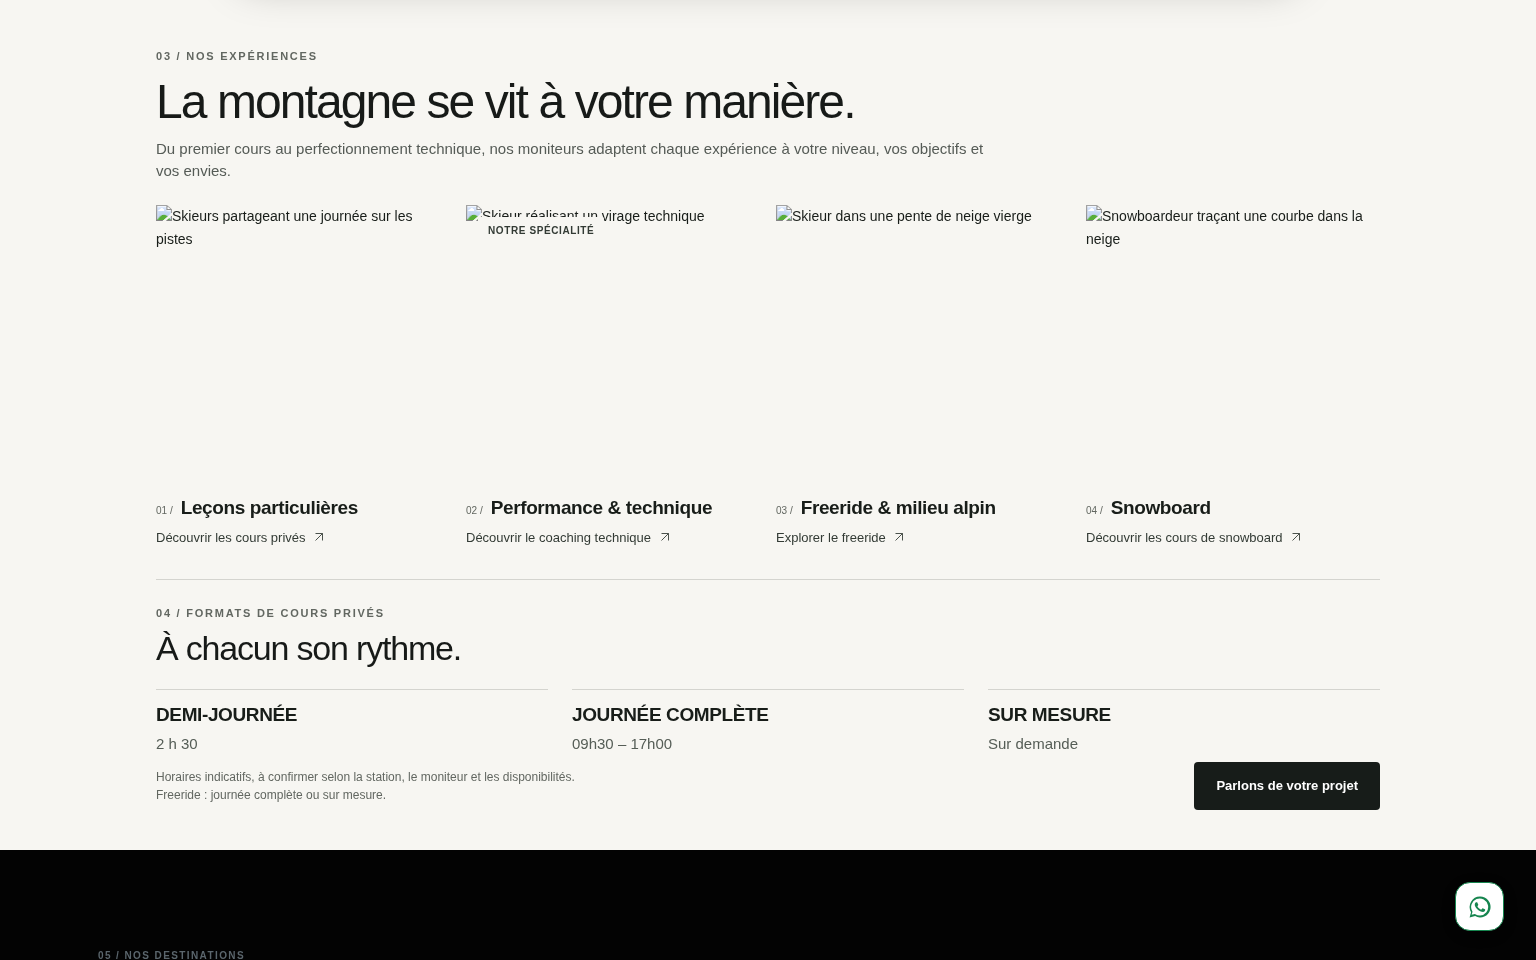 03 / NOS EXPÉRIENCES
La montagne se vit à votre manière.
Du premier cours au perfectionnement technique, nos moniteurs adaptent chaque expérience à votre niveau, vos objectifs et
vos envies.
Skieurs partageant une journée sur les
pistes
Skieur réalisant un virage technique
NOTRE SPÉCIALITÉ
Skieur dans une pente de neige vierge
Snowboardeur traçant une courbe dans la
neige
01 / Leçons particulières
Découvrir les cours privés
02 / Performance & technique
Découvrir le coaching technique
03 / Freeride & milieu alpin
Explorer le freeride
04 / Snowboard
Découvrir les cours de snowboard
04 / FORMATS DE COURS PRIVÉS
À chacun son rythme.
DEMI-JOURNÉE
2 h 30
JOURNÉE COMPLÈTE
09h30 – 17h00
SUR MESURE
Sur demande
Horaires indicatifs, à confirmer selon la station, le moniteur et les disponibilités.
Freeride : journée complète ou sur mesure.
Parlons de votre projet
05 / NOS DESTINATIONS